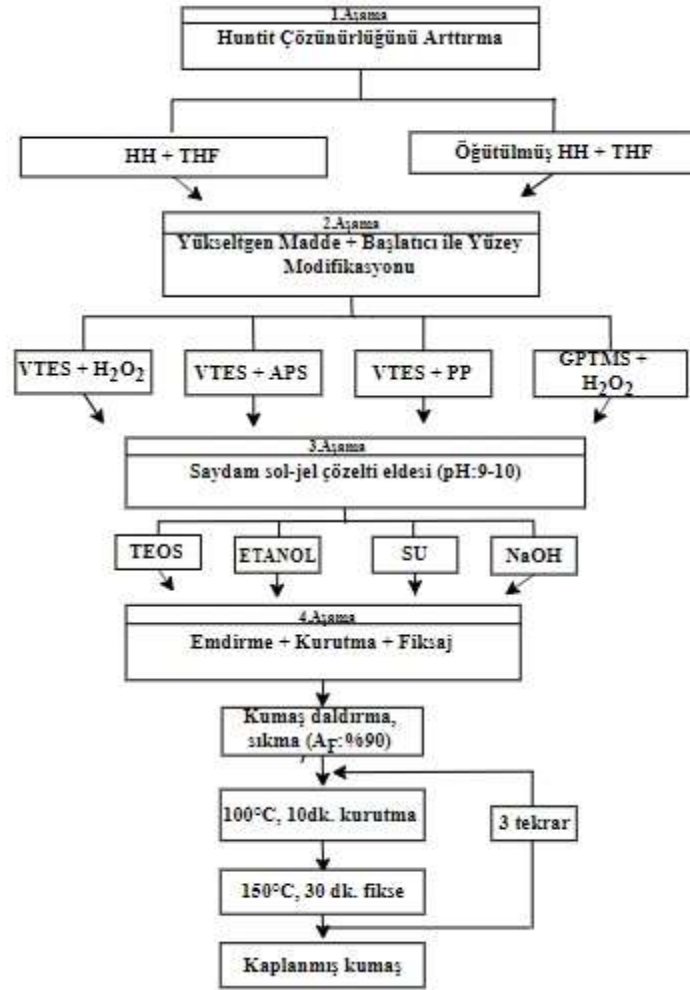 1.Aşama
Huntit Çözünürlüğünü Arttırma
HH + THF
Öğütülmüş HH + THF
2.Aşama
Yükseltgen Madde + Başlatıcı ile Yüzey
Modifikasyonu
VTES + H₂O₂
VTES + APS
VTES + PP
GPTMS +
H₂O₂
3.Aşama
Saydam sol-jel çözelti eldesi (pH:9-10)
TEOS
ETANOL
SU
NaOH
4.Aşama
Emdirme + Kurutma + Fiksaj
Kumaş daldırma,
sıkma (A_F:%90)
100°C, 10dk. kurutma
3 tekrar
150°C, 30 dk. fikse
Kaplanmış kumaş